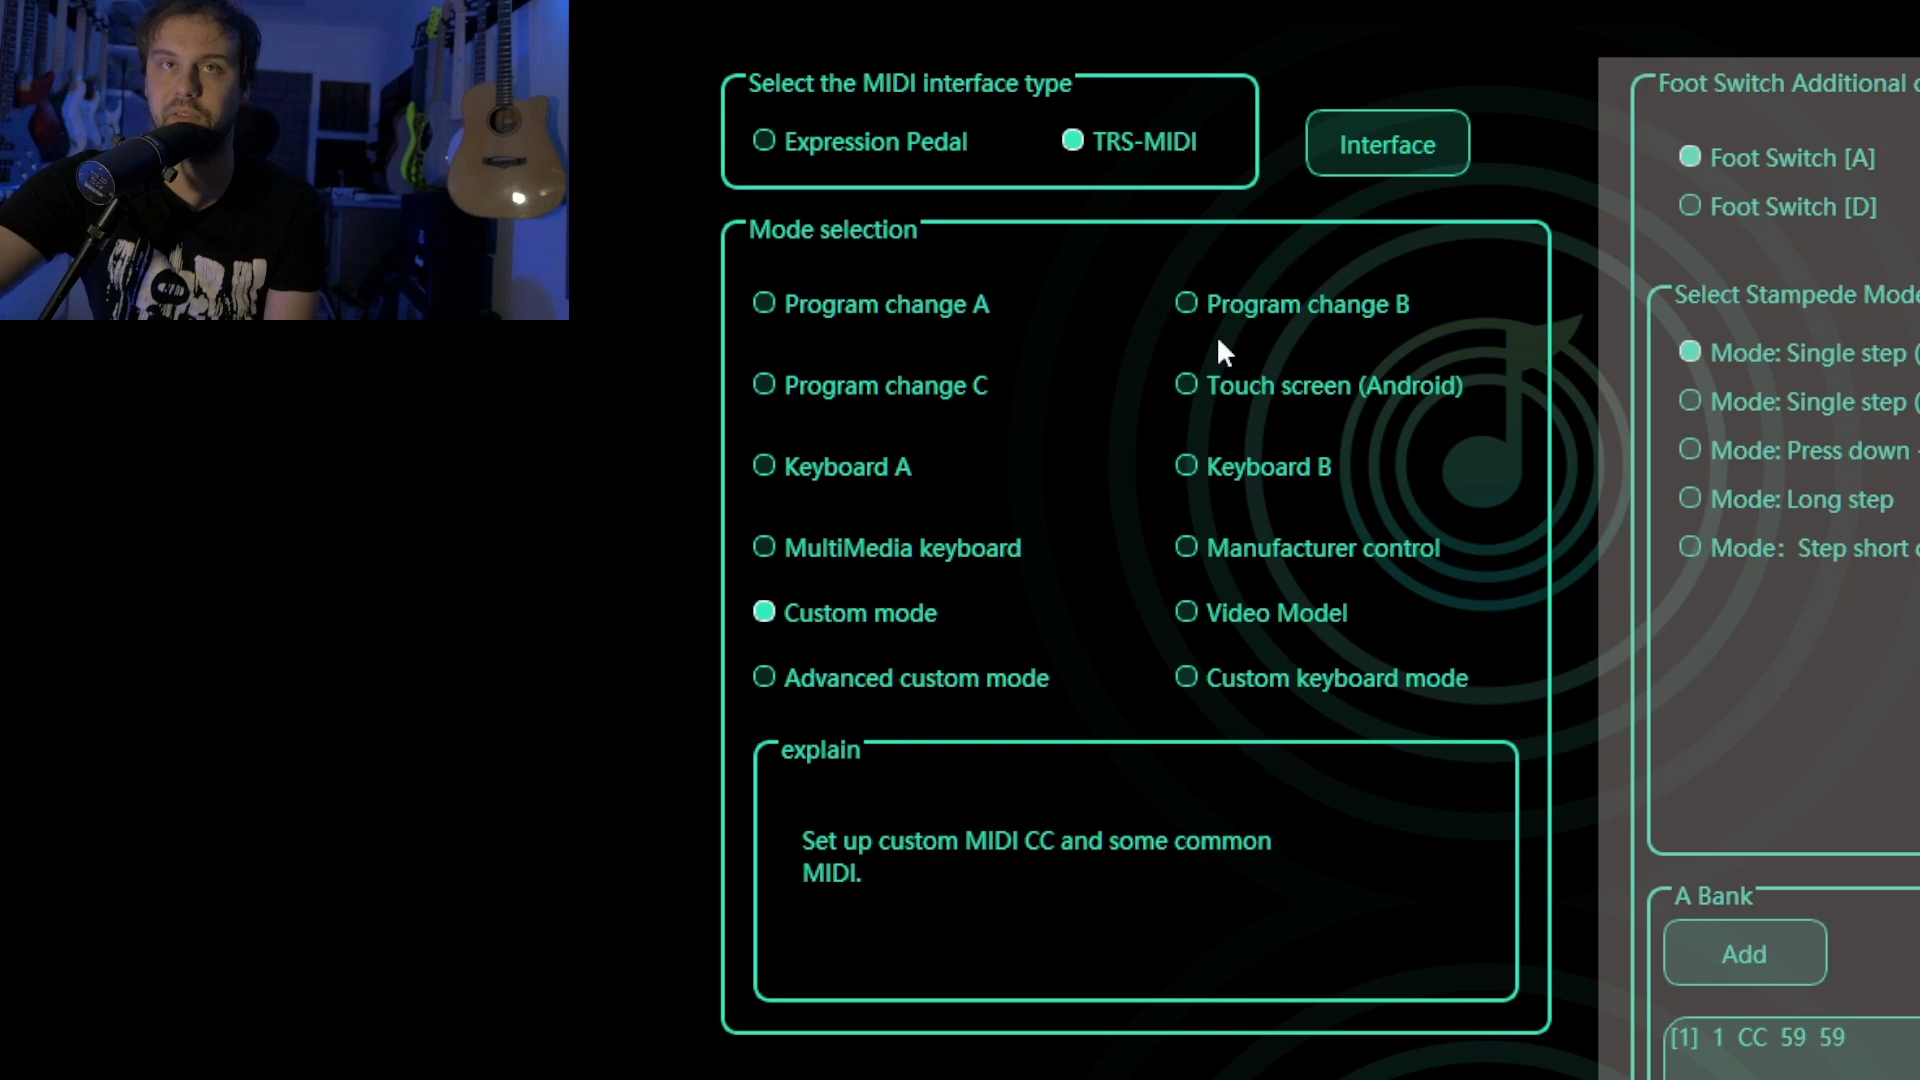 Select the MIDI interface type
Expression Pedal
TRS-MIDI
Interface
Mode selection
Program change A
Program change B
Program change C
Touch screen (Android)
Keyboard A
Keyboard B
MultiMedia keyboard
Manufacturer control
Custom mode
Video Model
Advanced custom mode
Custom keyboard mode
explain
Set up custom MIDI CC and some common
MIDI.
Foot Switch Additional
Foot Switch [A]
Foot Switch [D]
Select Stampede Mode
Mode: Single step (
Mode: Single step (
Mode: Press down
Mode: Long step
Mode: Step short
A Bank
Add
[1] 1 CC 59 59